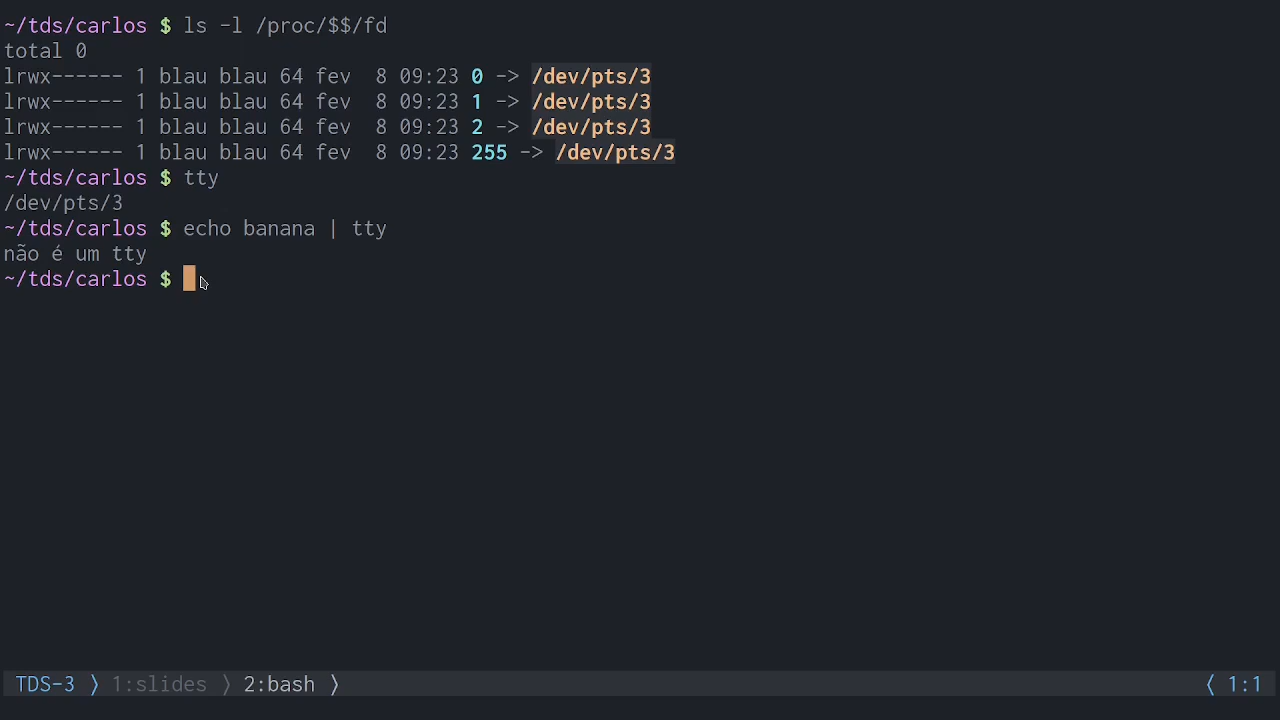 ~/tds/carlos $ ls -l /proc/$$/fd
total 0
lrwx------ 1 blau blau 64 fev  8 09:23 0 -> /dev/pts/3
lrwx------ 1 blau blau 64 fev  8 09:23 1 -> /dev/pts/3
lrwx------ 1 blau blau 64 fev  8 09:23 2 -> /dev/pts/3
lrwx------ 1 blau blau 64 fev  8 09:23 255 -> /dev/pts/3
~/tds/carlos $ tty
/dev/pts/3
~/tds/carlos $ echo banana | tty
não é um tty
~/tds/carlos $
TDS-3 ⟩ 1:slides ⟩ 2:bash ⟩ ⟨ 1:1